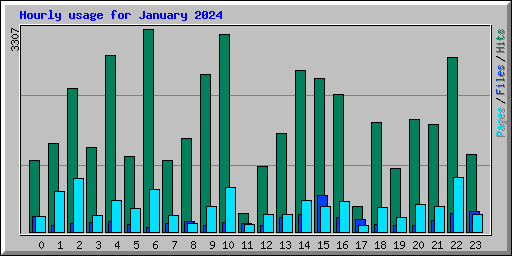 Hourly usage for January 2024
3307
Pages / Files / Hits
0 1 2 3 4 5 6 7 8 9 10 11 12 13 14 15 16 17 18 19 20 21 22 23